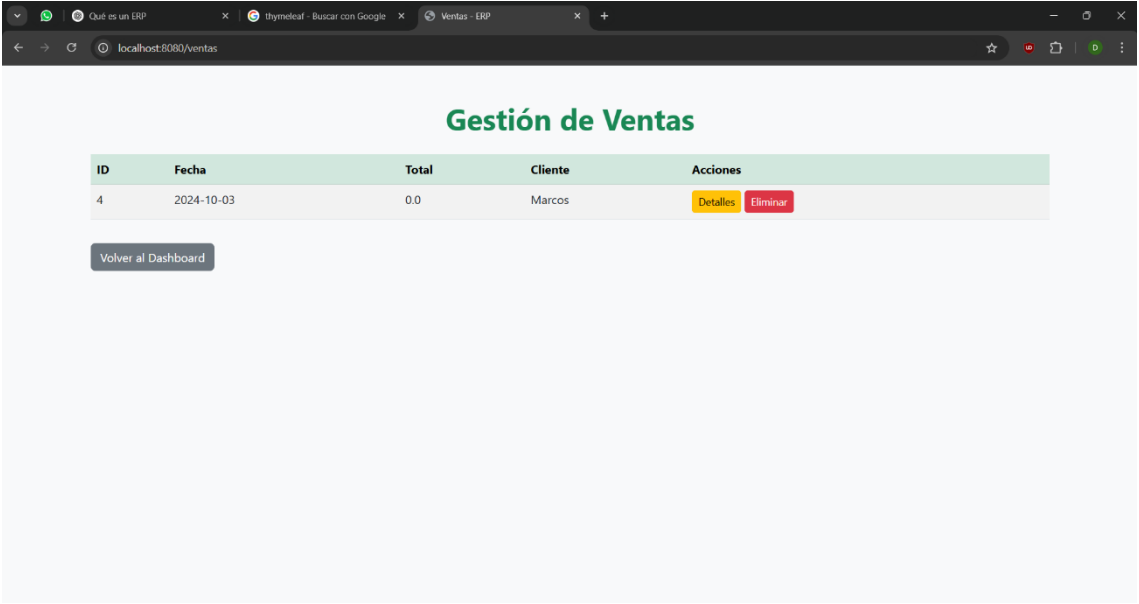 Qué es un ERP
thymeleaf - Buscar con Google
Ventas - ERP
localhost:8080/ventas
D
Gestión de Ventas
ID Fecha Total Cliente Acciones
4 2024-10-03 0.0 Marcos Detalles Eliminar
Volver al Dashboard